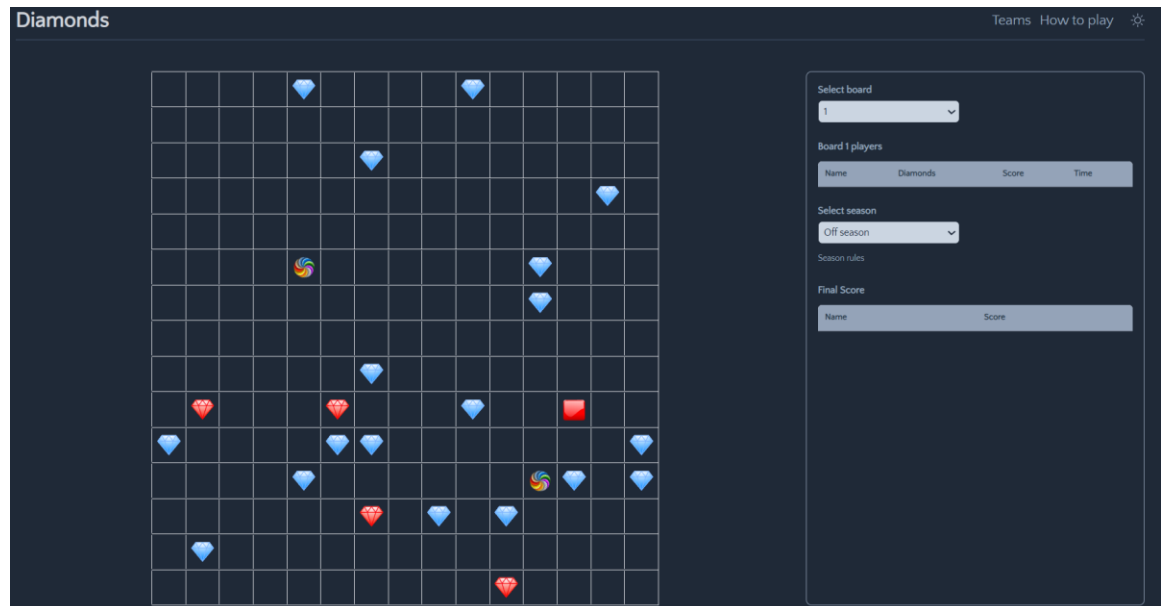 Diamonds
Teams How to play
Select board
1
Board 1 players
Name Diamonds Score Time
Select season
Off season
Season rules
Final Score
Name Score